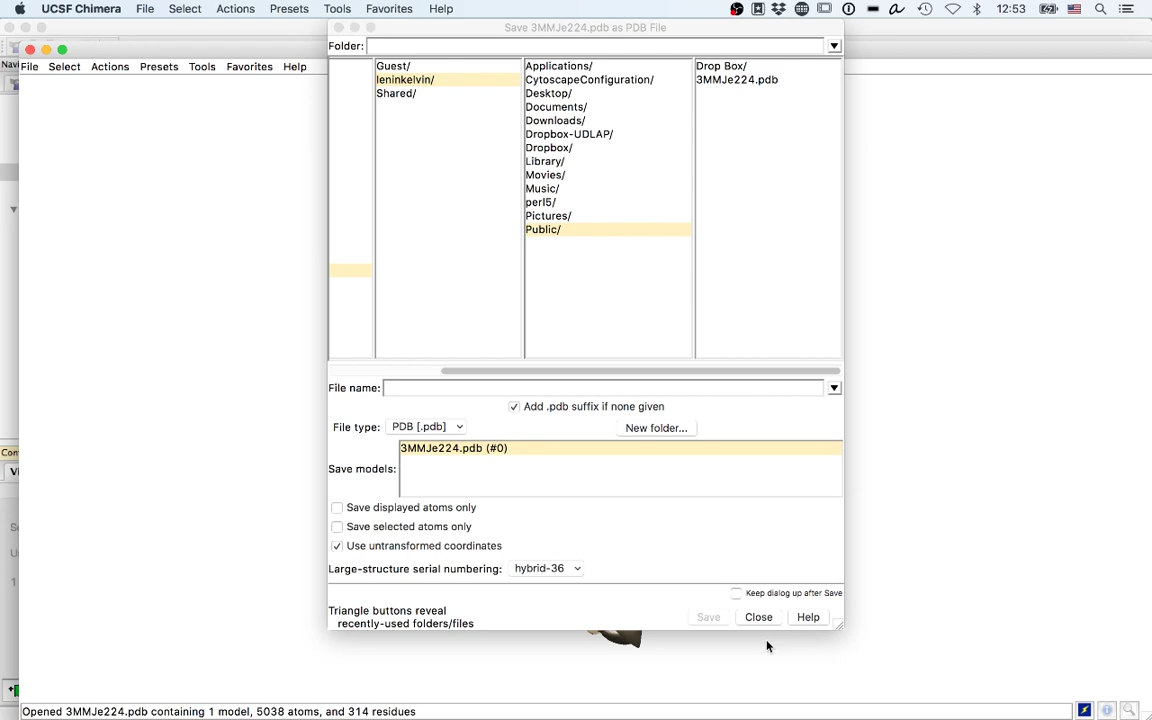 UCSF Chimera File Select Actions Presets Tools Favorites Help 12:53
Save 3MMJe224.pdb as PDB File
Folder:
File Select Actions Presets Tools Favorites Help
Guest/
leninkelvin/
Shared/
Applications/
CytoscapeConfiguration/
Desktop/
Documents/
Downloads/
Dropbox-UDLAP/
Dropbox/
Library/
Movies/
Music/
perl5/
Pictures/
Public/
Drop Box/
3MMJe224.pdb
File name:
Add .pdb suffix if none given
File type: PDB [.pdb] New folder...
3MMJe224.pdb (#0)
Save models:
Save displayed atoms only
Save selected atoms only
Use untransformed coordinates
Large-structure serial numbering: hybrid-36
Keep dialog up after Save
Triangle buttons reveal
recently-used folders/files
Save Close Help
Opened 3MMJe224.pdb containing 1 model, 5038 atoms, and 314 residues